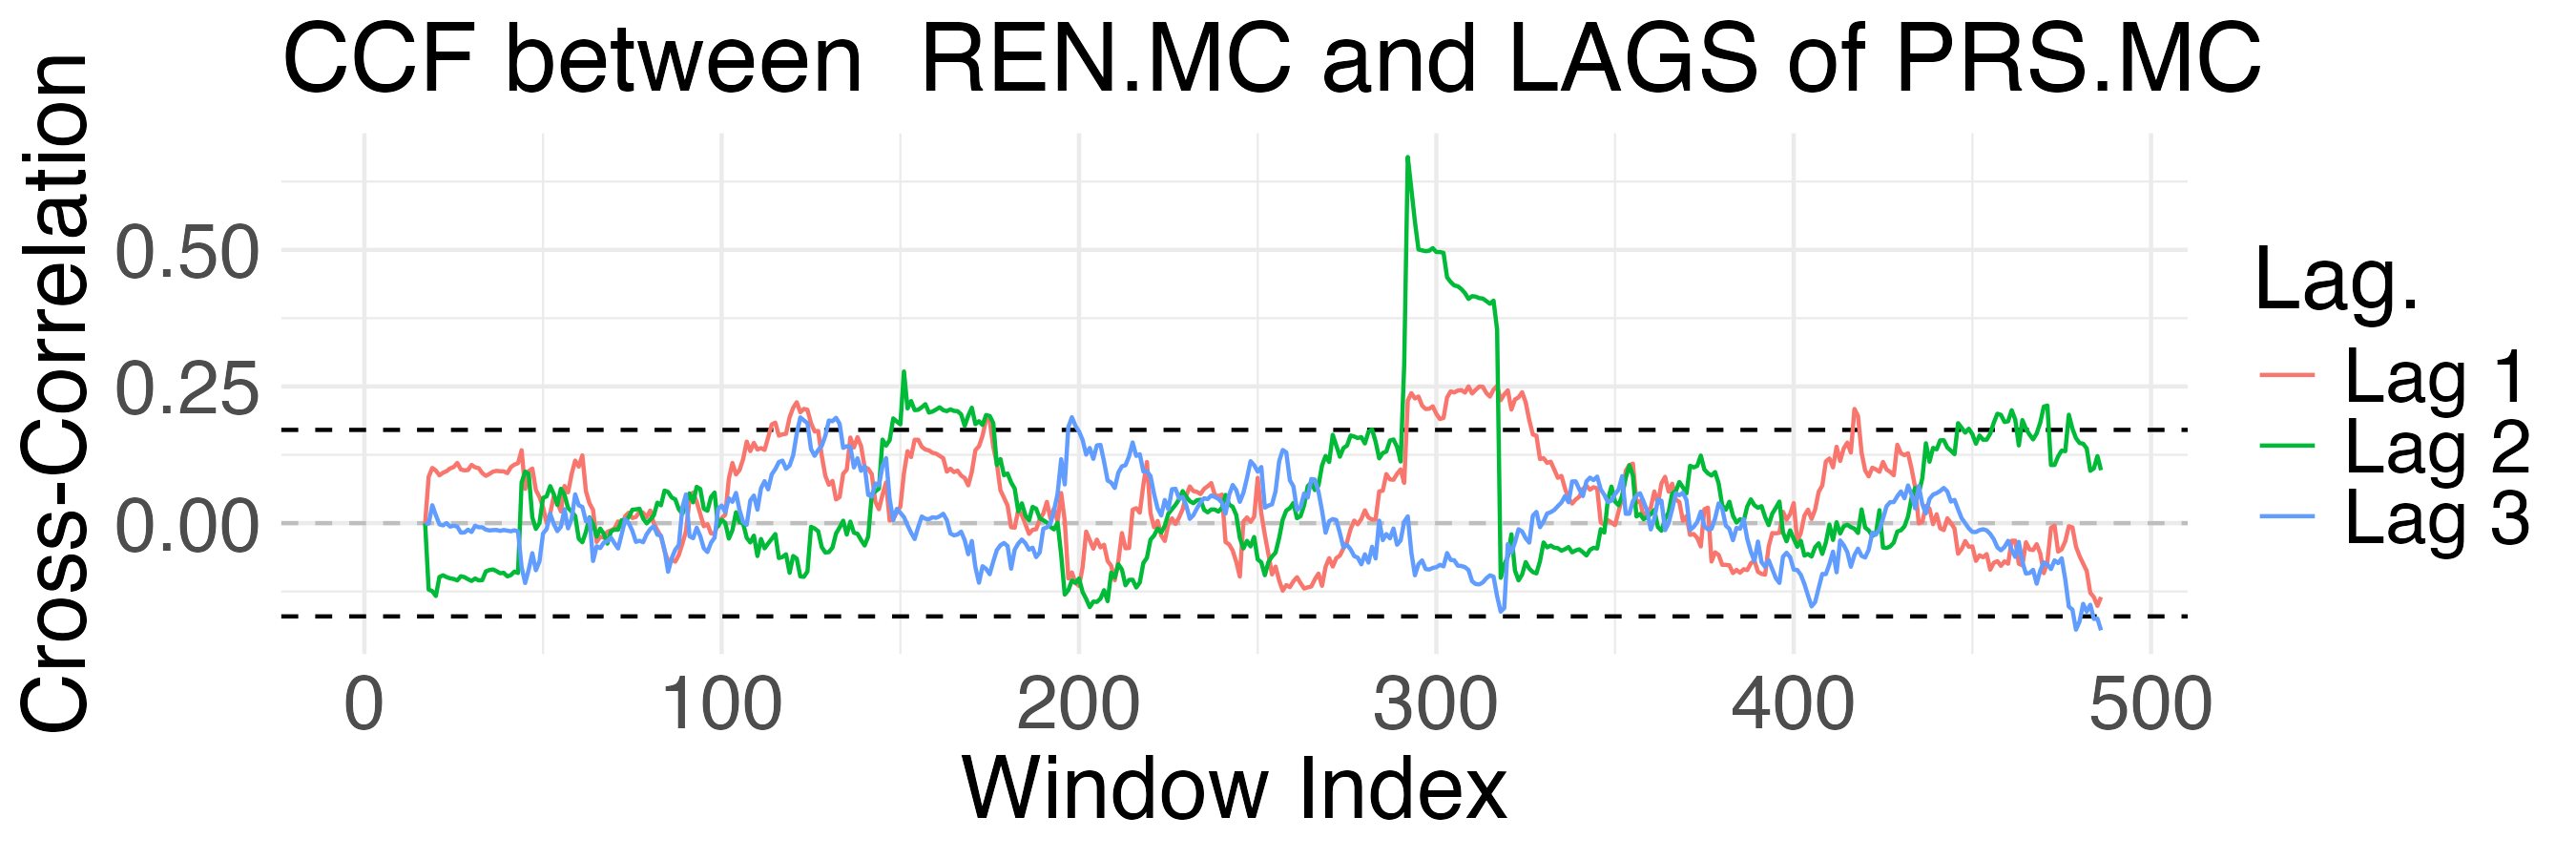 CCF between  REN.MC and LAGS of PRS.MC
Cross-Correlation
0.50
0.25
0.00
0 100 200 300 400 500
Window Index
Lag.
Lag 1
Lag 2
Lag 3